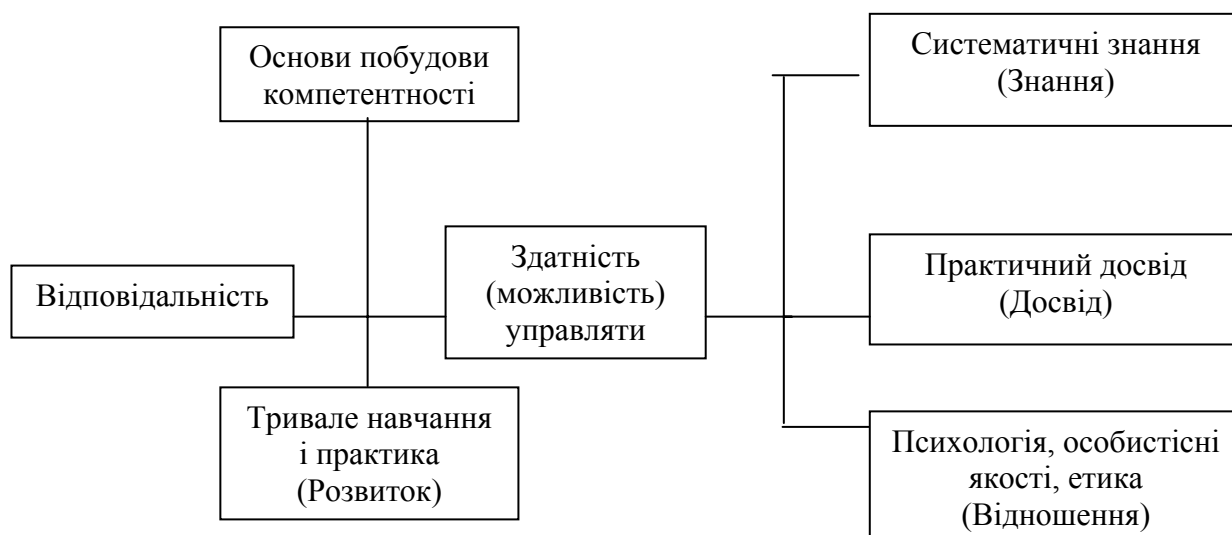 Основи побудови
компетентності
Систематичні знання
(Знання)
Відповідальність
Здатність
(можливість)
управляти
Практичний досвід
(Досвід)
Тривале навчання
і практика
(Розвиток)
Психологія, особистісні
якості, етика
(Відношення)